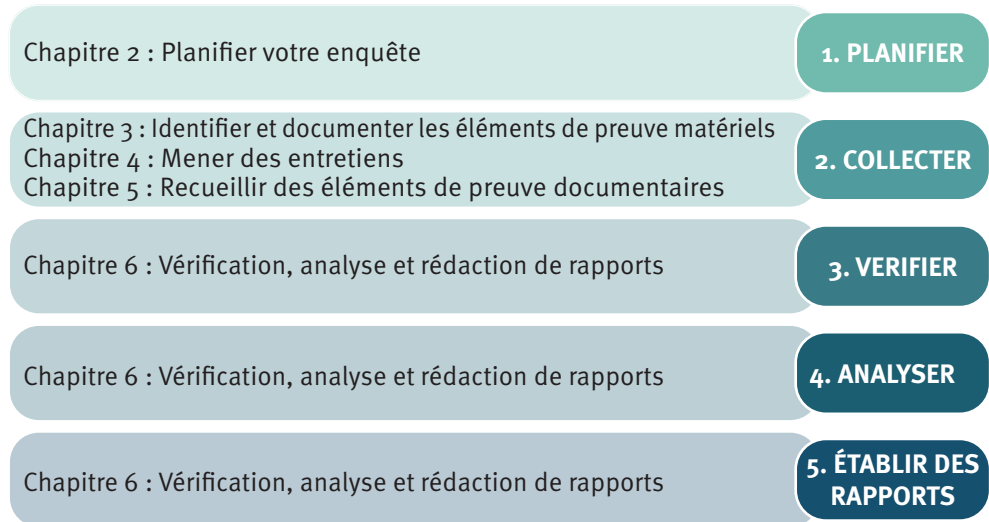 Chapitre 2 : Planifier votre enquête
1. PLANIFIER
Chapitre 3 : Identifier et documenter les éléments de preuve matériels
Chapitre 4 : Mener des entretiens
Chapitre 5 : Recueillir des éléments de preuve documentaires
2. COLLECTER
Chapitre 6 : Vérification, analyse et rédaction de rapports
3. VERIFIER
Chapitre 6 : Vérification, analyse et rédaction de rapports
4. ANALYSER
Chapitre 6 : Vérification, analyse et rédaction de rapports
5. ÉTABLIR DES
RAPPORTS